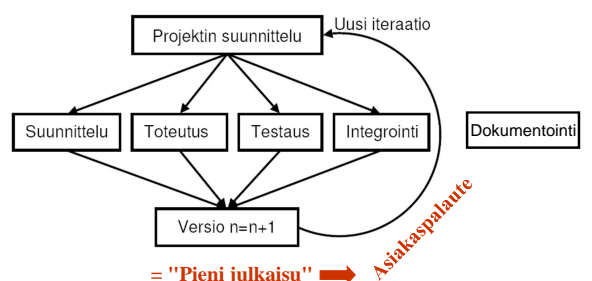 Projektin suunnittelu
Uusi iteraatio
Suunnittelu
Toteutus
Testaus
Integrointi
Dokumentointi
Versio n=n+1
Asiakaspalaute
= "Pieni julkaisu"